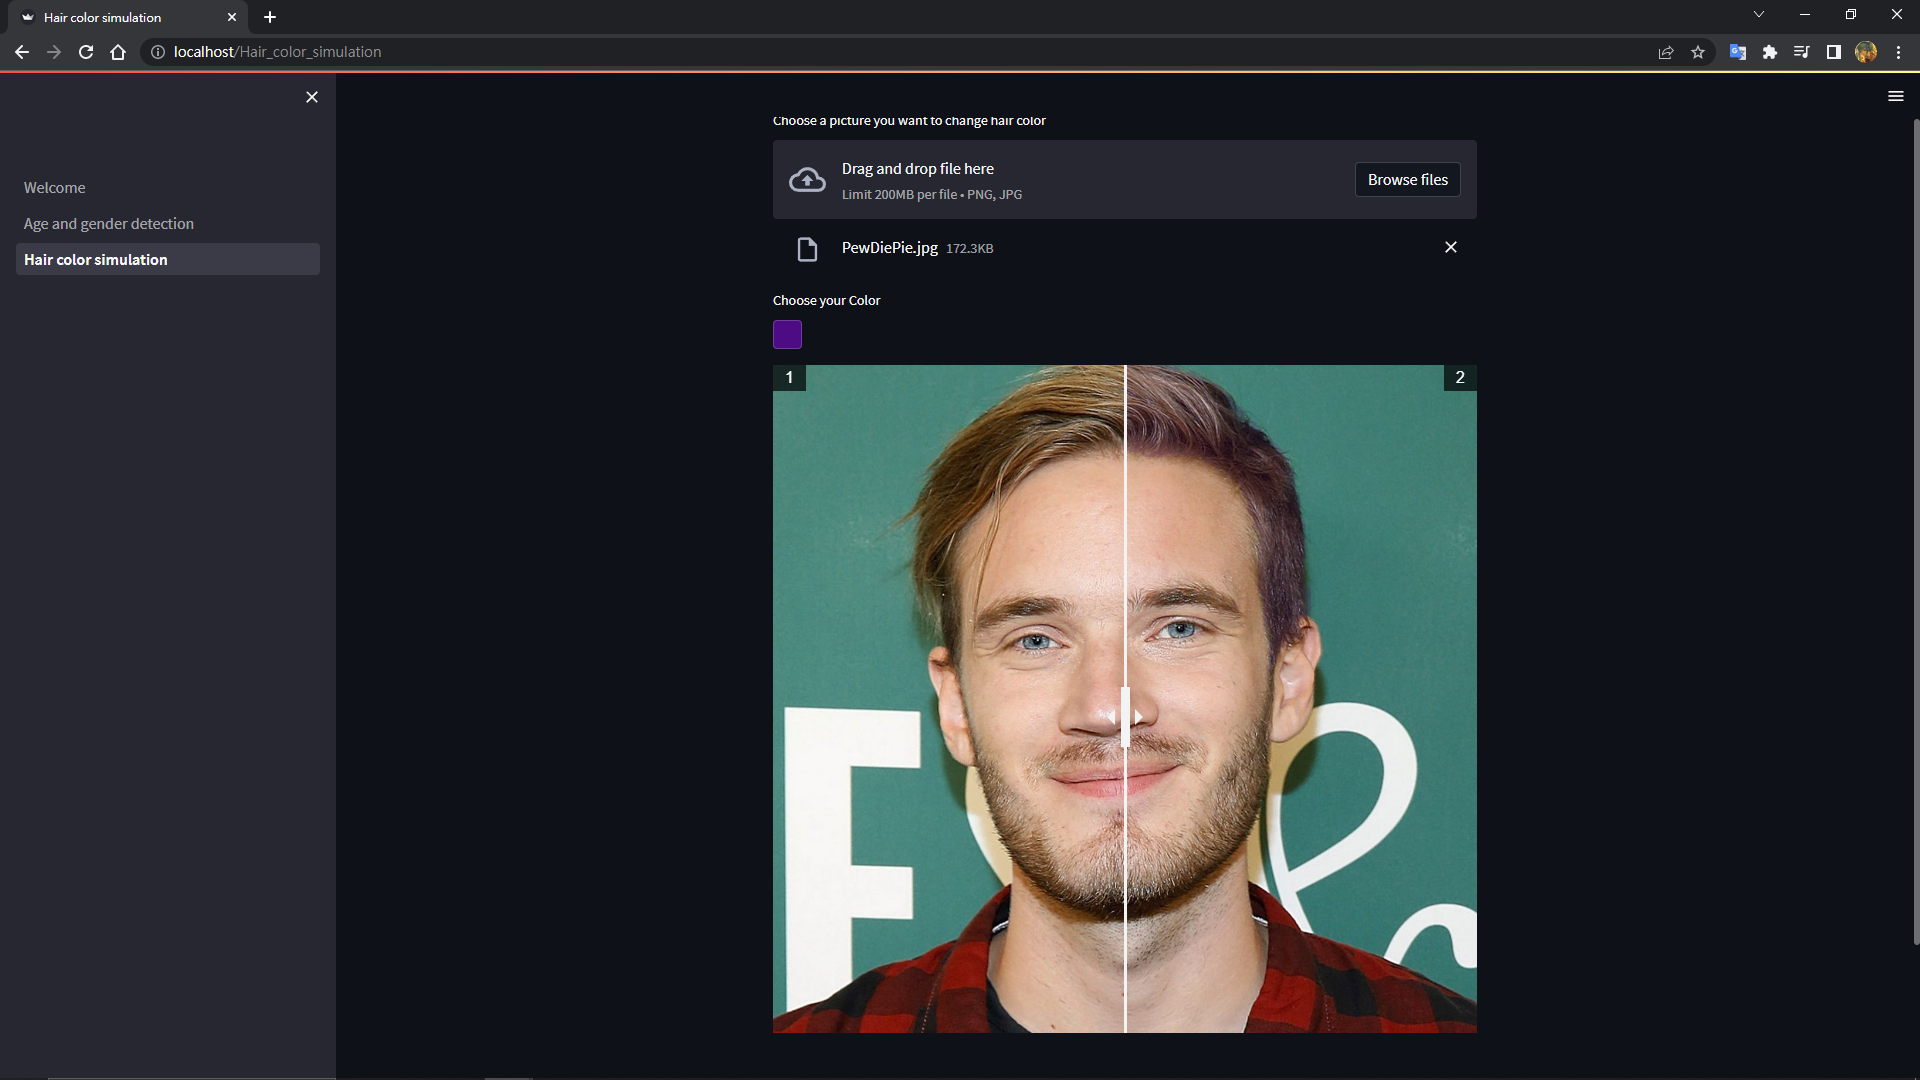 Hair color simulation
localhost/Hair_color_simulation
Welcome
Age and gender detection
Hair color simulation
Choose a picture you want to change hair color
Drag and drop file here
Limit 200MB per file • PNG, JPG
Browse files
PewDiePie.jpg 172.3KB
Choose your Color
1
2
F